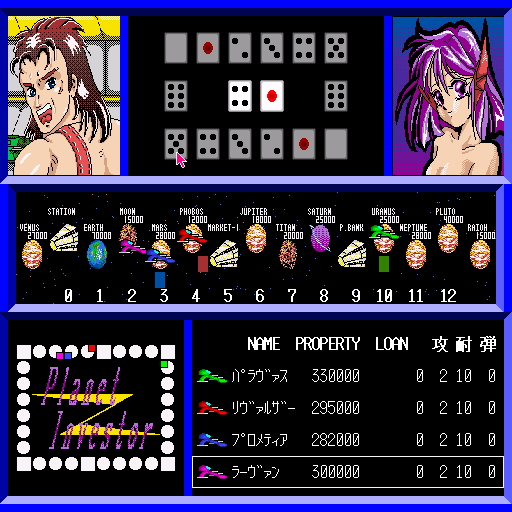 STATION MOON PHOBOS JUPITER SATURN URANUS PLUTO
15000 12000 18000 25000 20000 40000
VENUS EARTH MARS MARKET-1 TITAN P.BANK NEPTUNE RAIOH
27000 70000 28000 20000 28000 15000
0 1 2 3 4 5 6 7 8 9 10 11 12
Planet
Investor
NAME PROPERTY LOAN 攻 耐 弾
パラヴァス 330000 0 2 10 0
リヴァルザー 295000 0 2 10 0
プロメティア 282000 0 2 10 0
ラーヴァン 300000 0 2 10 0